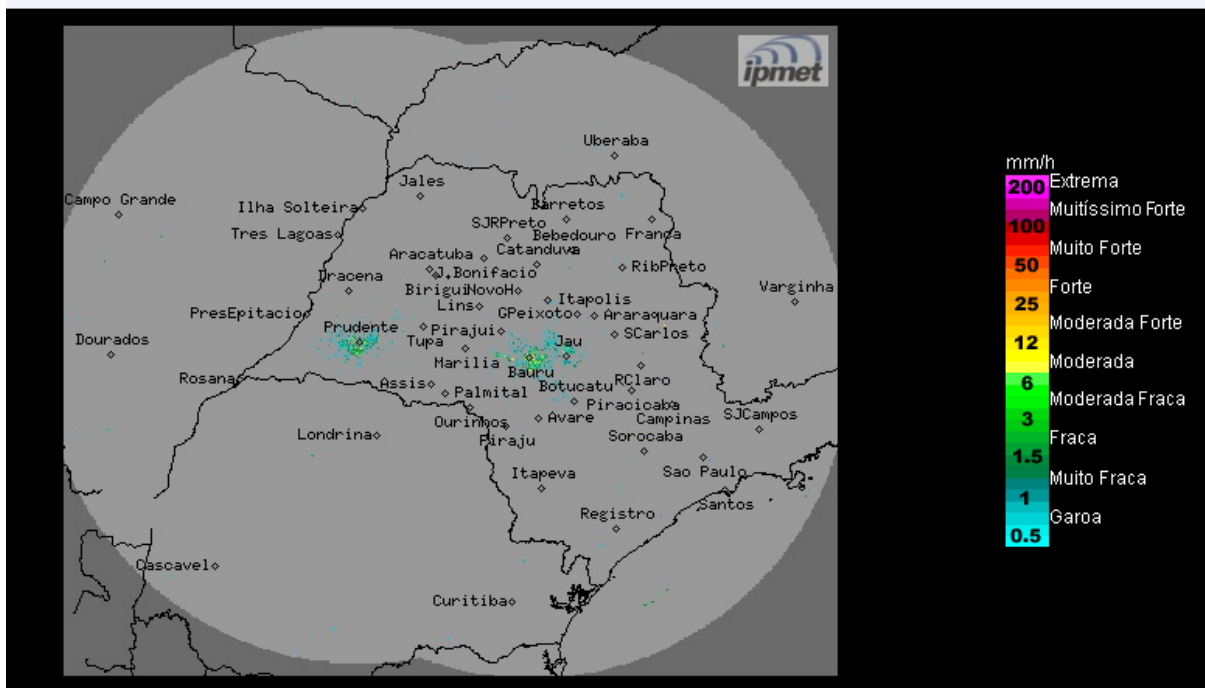 ipmet
Uberaba
Jales
Campo Grande
Ilha Solteira
Barretos
SJRPreto
Tres Lagoas
Bebedouro
Franca
Aracatuba
Catanduva
Dracena
J.Bonifacio
RibPreto
Birigui
NovoH
Varginha
Lins
Itapolis
PresEpitacio
GPeixoto
Araraquara
Prudente
Pirajui
SCarlos
Dourados
Tupa
Jau
Marilia
Bauru
Rosana
Assis
Botucatu
RClaro
Palmital
Piracicaba
SJCampos
Ourinhos
Avare
Campinas
Londrina
Piraju
Sorocaba
Itapeva
Sao Paulo
Santos
Registro
Cascavel
Curitiba
mm/h
200 Extrema
Muitíssimo Forte
100
Muito Forte
50
Forte
25
Moderada Forte
12
Moderada
6
Moderada Fraca
3
Fraca
1.5
Muito Fraca
1
Garoa
0.5